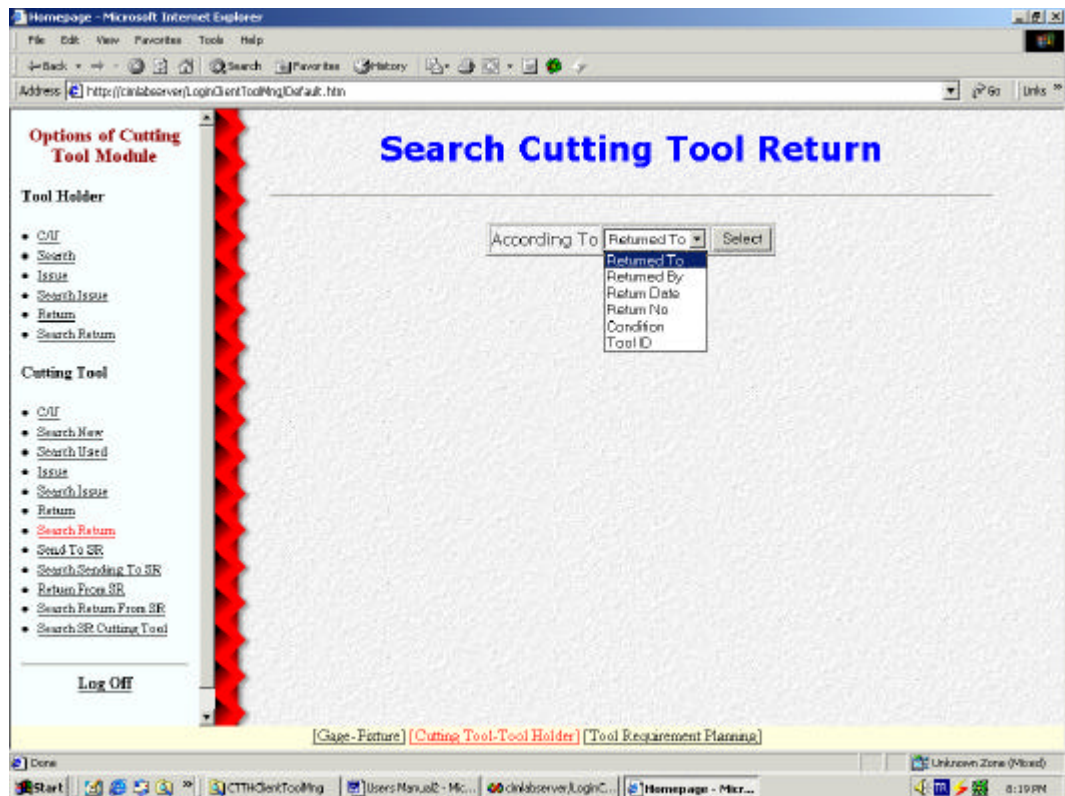 Homepage - Microsoft Internet Explorer
File Edit View Favorites Tools Help
Back Search Favorites History
Address http://cimlabserver/LoginClientToolMng/Default.htm Go Links »
Options of Cutting
Tool Module
Tool Holder
C/U
Search
Issue
Search Issue
Return
Search Return
Cutting Tool
C/U
Search New
Search Used
Issue
Search Issue
Return
Search Return
Send To SR
Search Sending To SR
Return From SR
Search Return From SR
Search SR Cutting Tool
Log Off
Search Cutting Tool Return
According To Returned To Select
Returned To
Returned By
Return Date
Return No
Condition
Tool ID
[Gage-Fixture] [Cutting Tool-Tool Holder] [Tool Requirement Planning]
Done Unknown Zone (Mixed)
Start » CTTHClientToolMng Users Manual2 - Mic... cimlabserver/LoginC... Homepage - Micr... 8:19 PM